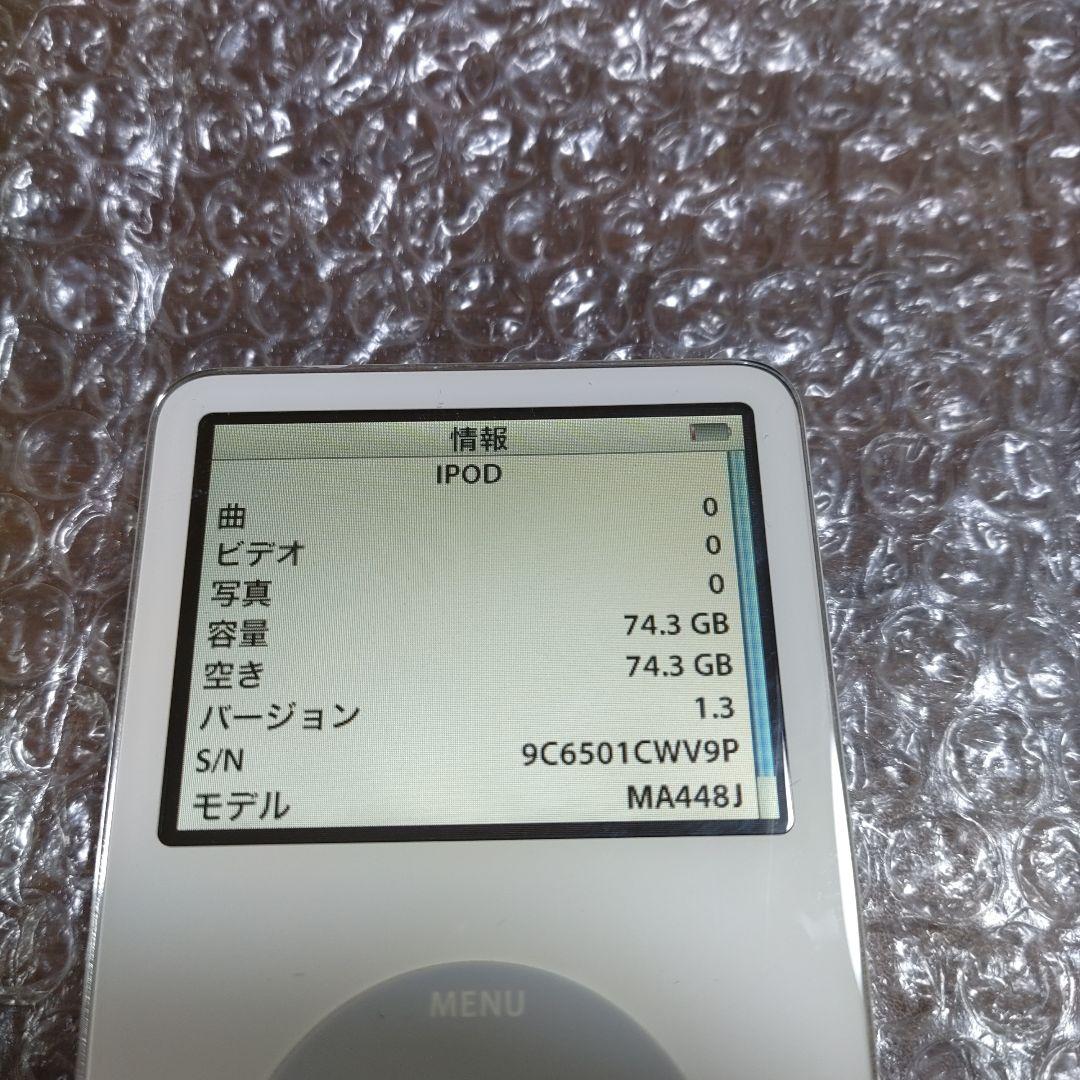 情報
IPOD
曲 0
ビデオ 0
写真 0
容量 74.3 GB
空き 74.3 GB
バージョン 1.3
S/N 9C6501CWV9P
モデル MA448J
MENU